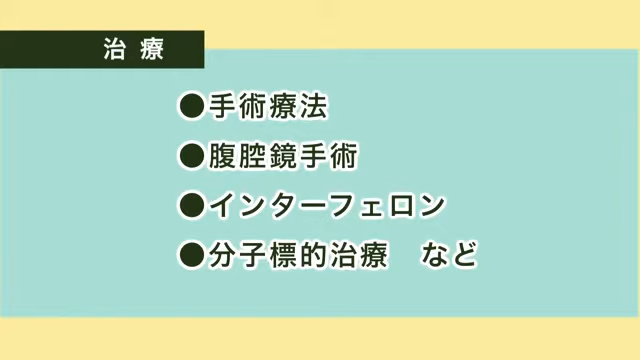 治療
●手術療法
●腹腔鏡手術
●インターフェロン
●分子標的治療　など